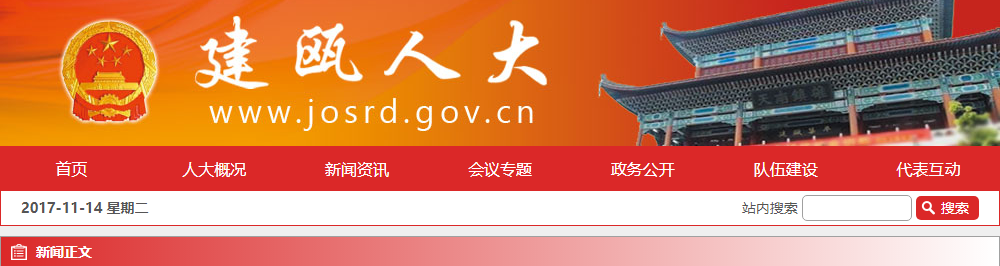 建瓯人大
www.josrd.gov.cn
首页 人大概况 新闻资讯 会议专题 政务公开 队伍建设 代表互动
2017-11-14 星期二 站内搜索 搜索
新闻正文